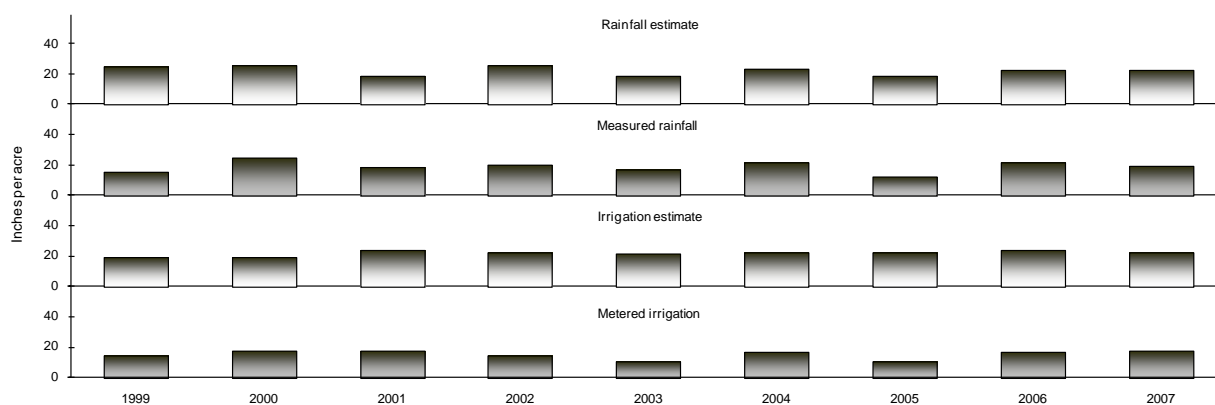 Rainfall estimate
40
20
0
Measured rainfall
40
20
0
Inches per acre
Irrigation estimate
40
20
0
Metered irrigation
40
20
0
1999 2000 2001 2002 2003 2004 2005 2006 2007